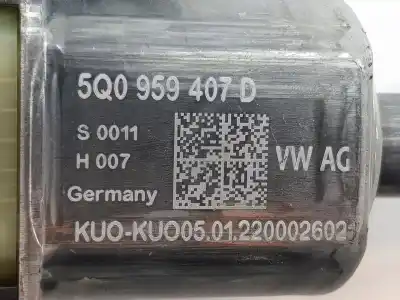 5Q0 959 407 D
S 0011
H 007
VW AG
Germany
KUO-KUO05.01.220002602